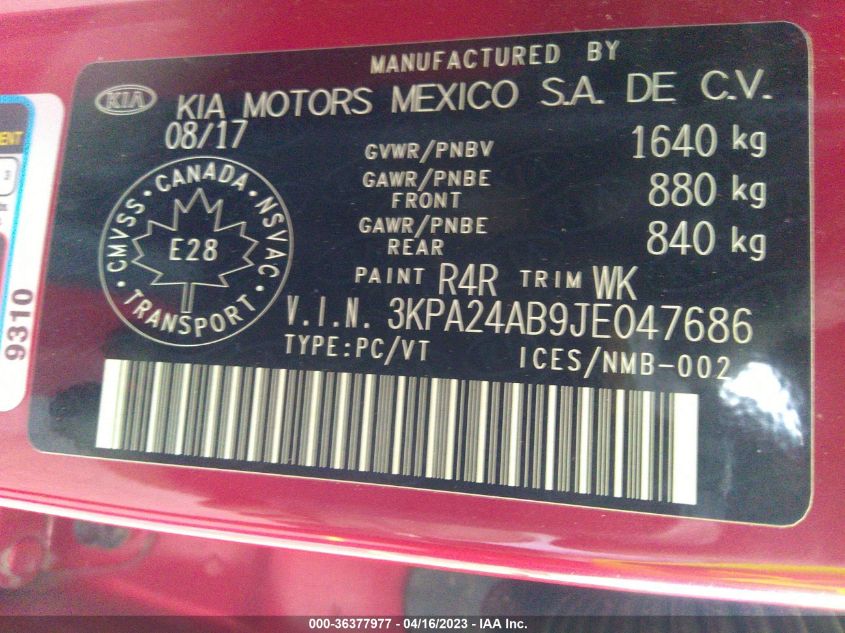 MANUFACTURED BY
KIA
KIA MOTORS MEXICO S.A. DE C.V.
08/17
GVWR/PNBV 1640 kg
GAWR/PNBE FRONT 880 kg
GAWR/PNBE REAR 840 kg
CMVSS · CANADA · NSVAC · TRANSPORT ·
E28
PAINT R4R TRIM WK
V.I.N. 3KPA24AB9JE047686
TYPE:PC/VT ICES/NMB-002
ENT
3
9310
000-36377977 - 04/16/2023 - IAA Inc.